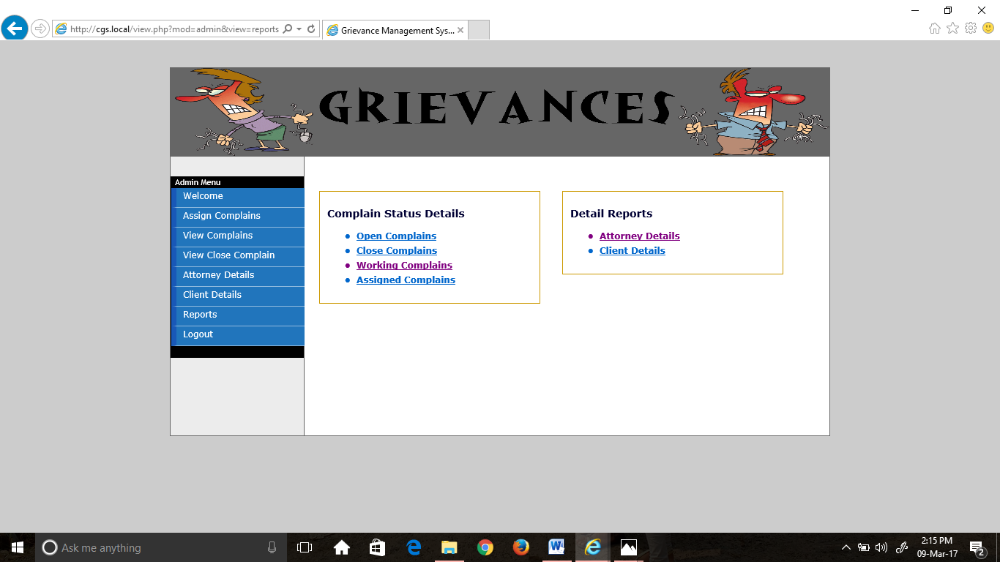 http://cgs.local/view.php?mod=admin&view=reports
Grievance Management Sys...
GRIEVANCES
Admin Menu
Welcome
Assign Complains
View Complains
View Close Complain
Attorney Details
Client Details
Reports
Logout
Complain Status Details
Open Complains
Close Complains
Working Complains
Assigned Complains
Detail Reports
Attorney Details
Client Details
Ask me anything
2:15 PM
09-Mar-17
2